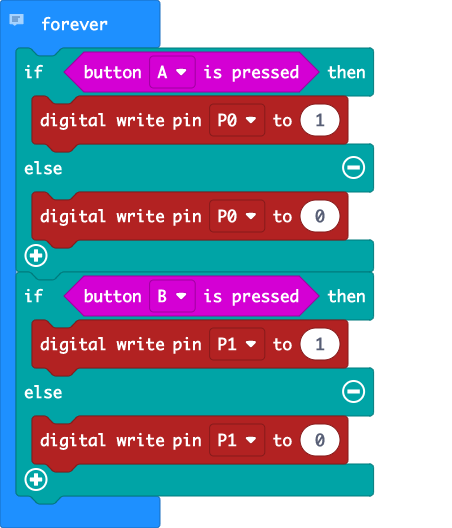 forever
if button A is pressed then
digital write pin P0 to 1
else
digital write pin P0 to 0
if button B is pressed then
digital write pin P1 to 1
else
digital write pin P1 to 0